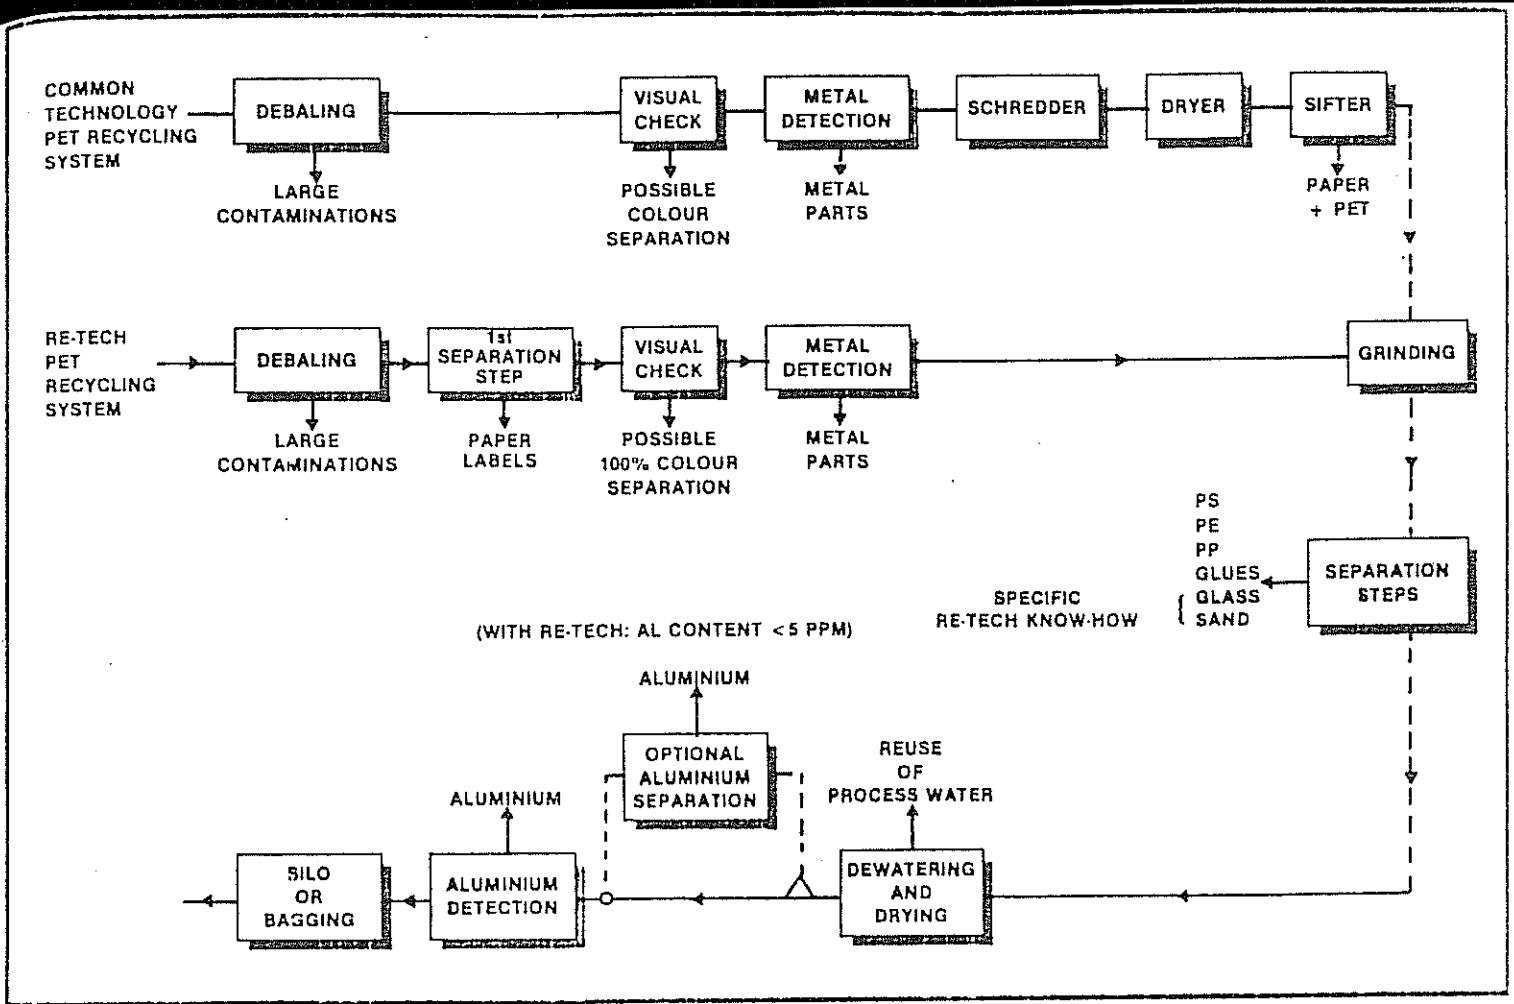 COMMON
TECHNOLOGY
PET RECYCLING
SYSTEM
DEBALING
VISUAL
CHECK
METAL
DETECTION
SCHREDDER
DRYER
SIFTER
LARGE
CONTAMINATIONS
POSSIBLE
COLOUR
SEPARATION
METAL
PARTS
PAPER
+ PET
RE-TECH
PET
RECYCLING
SYSTEM
DEBALING
1st
SEPARATION
STEP
VISUAL
CHECK
METAL
DETECTION
GRINDING
LARGE
CONTAMINATIONS
PAPER
LABELS
POSSIBLE
100% COLOUR
SEPARATION
METAL
PARTS
PS
PE
PP
GLUES
GLASS
SAND
SEPARATION
STEPS
SPECIFIC
RE-TECH KNOW-HOW
(WITH RE-TECH: AL CONTENT <5 PPM)
ALUMINIUM
OPTIONAL
ALUMINIUM
SEPARATION
REUSE
OF
PROCESS WATER
ALUMINIUM
SILO
OR
BAGGING
ALUMINIUM
DETECTION
DEWATERING
AND
DRYING